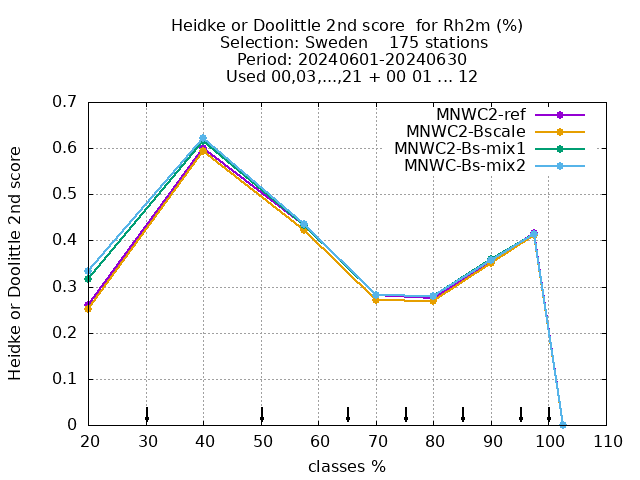 Heidke or Doolittle 2nd score  for Rh2m (%)
Selection: Sweden    175 stations
Period: 20240601-20240630
Used 00,03,...,21 + 00 01 ... 12
MNWC2-ref
MNWC2-Bscale
MNWC2-Bs-mix1
MNWC-Bs-mix2
Heidke or Doolittle 2nd score
0.7
0.6
0.5
0.4
0.3
0.2
0.1
0
20 30 40 50 60 70 80 90 100 110
classes %